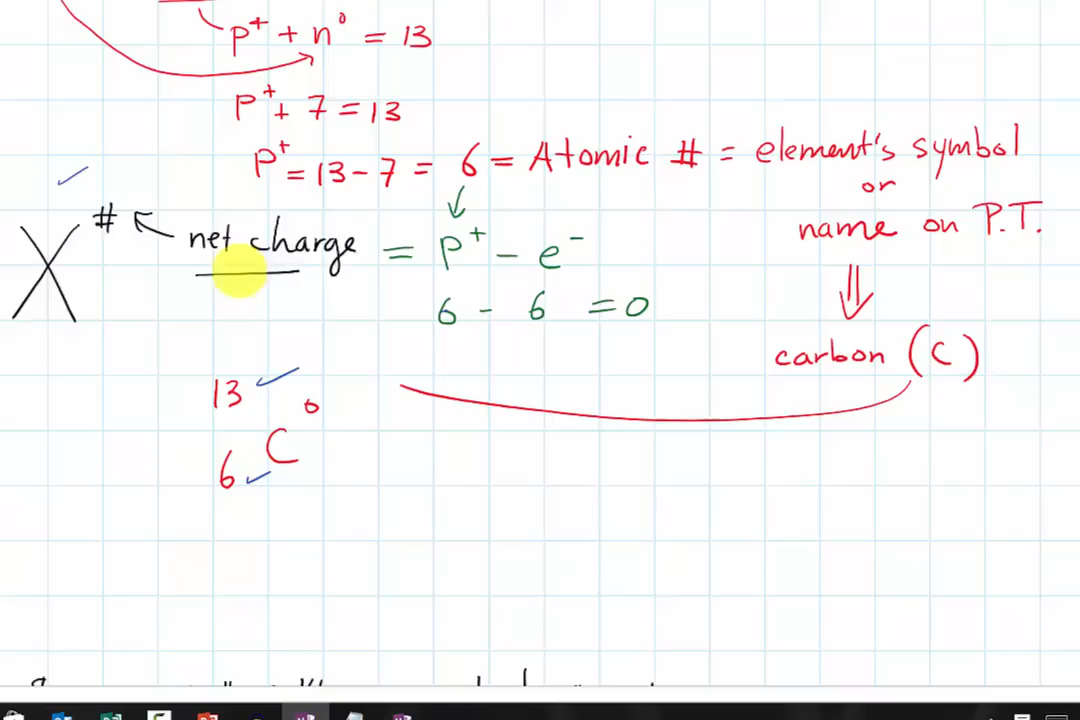 p⁺ + n⁰ = 13
p⁺ + 7 = 13
p⁺ = 13 - 7 = 6 = Atomic # = element's symbol
or
name on P.T.
X # net charge = p⁺ - e⁻
6 - 6 = 0
carbon (C)
13
0
C
6